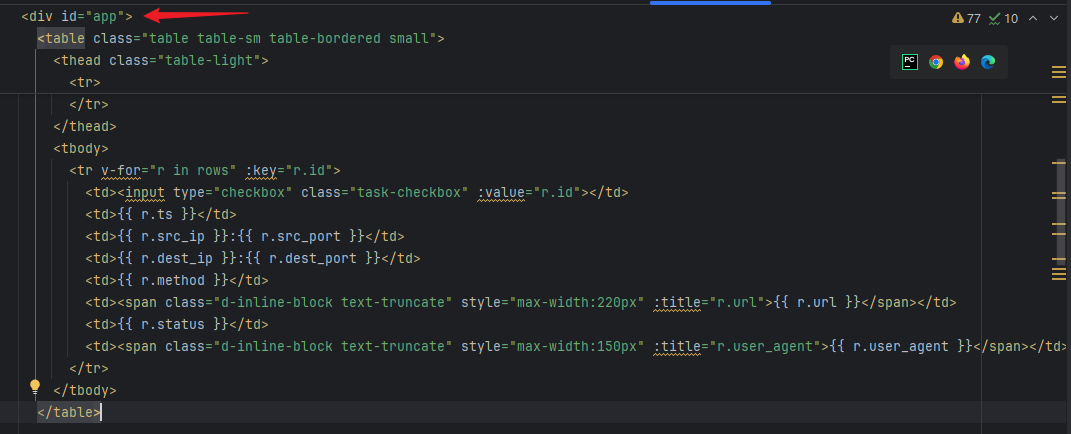 <div id="app">
77 10
<table class="table table-sm table-bordered small">
<thead class="table-light">
PC
<tr>
</tr>
</thead>
<tbody>
<tr v-for="r in rows" :key="r.id">
<td><input type="checkbox" class="task-checkbox" :value="r.id"></td>
<td>{{ r.ts }}</td>
<td>{{ r.src_ip }}:{{ r.src_port }}</td>
<td>{{ r.dest_ip }}:{{ r.dest_port }}</td>
<td>{{ r.method }}</td>
<td><span class="d-inline-block text-truncate" style="max-width:220px" :title="r.url">{{ r.url }}</span></td>
<td>{{ r.status }}</td>
<td><span class="d-inline-block text-truncate" style="max-width:150px" :title="r.user_agent">{{ r.user_agent }}</span></td>
</tr>
</tbody>
</table>